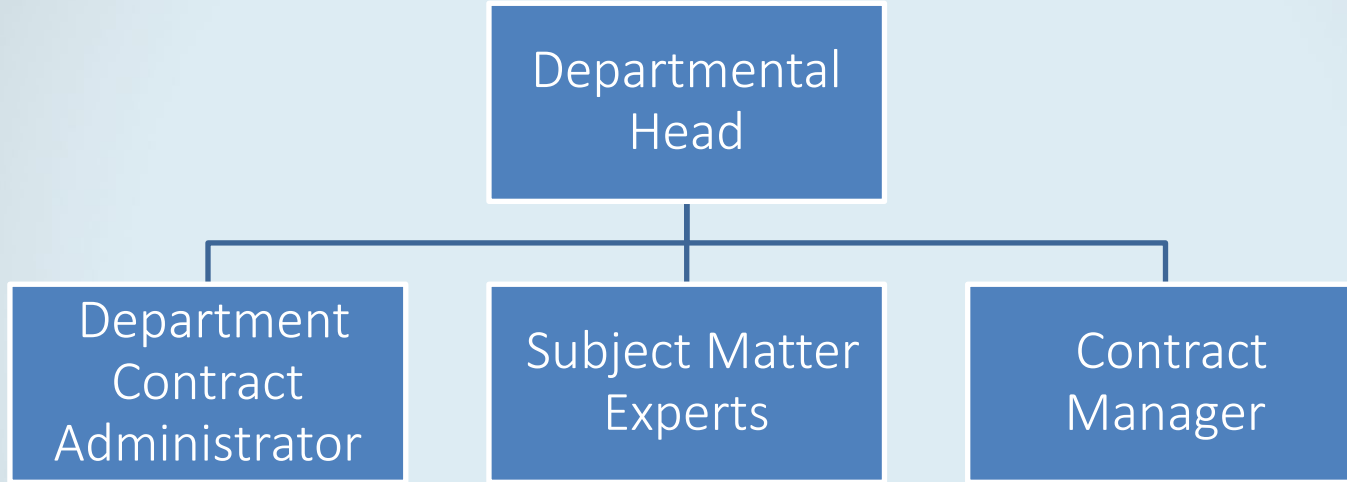 Departmental
Head
Department
Contract
Administrator
Subject Matter
Experts
Contract
Manager